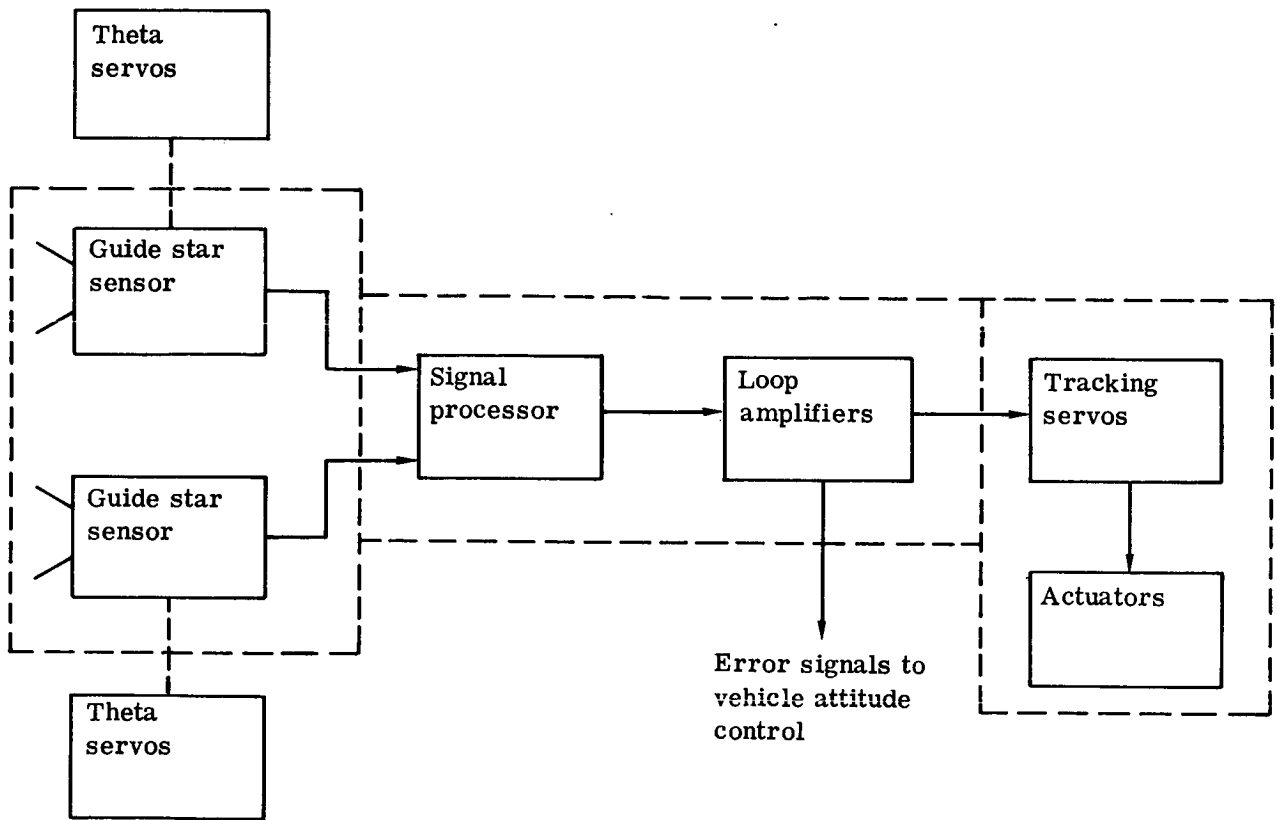 Theta
servos
Guide star
sensor
Signal
processor
Loop
amplifiers
Tracking
servos
Guide star
sensor
Actuators
Error signals to
vehicle attitude
control
Theta
servos